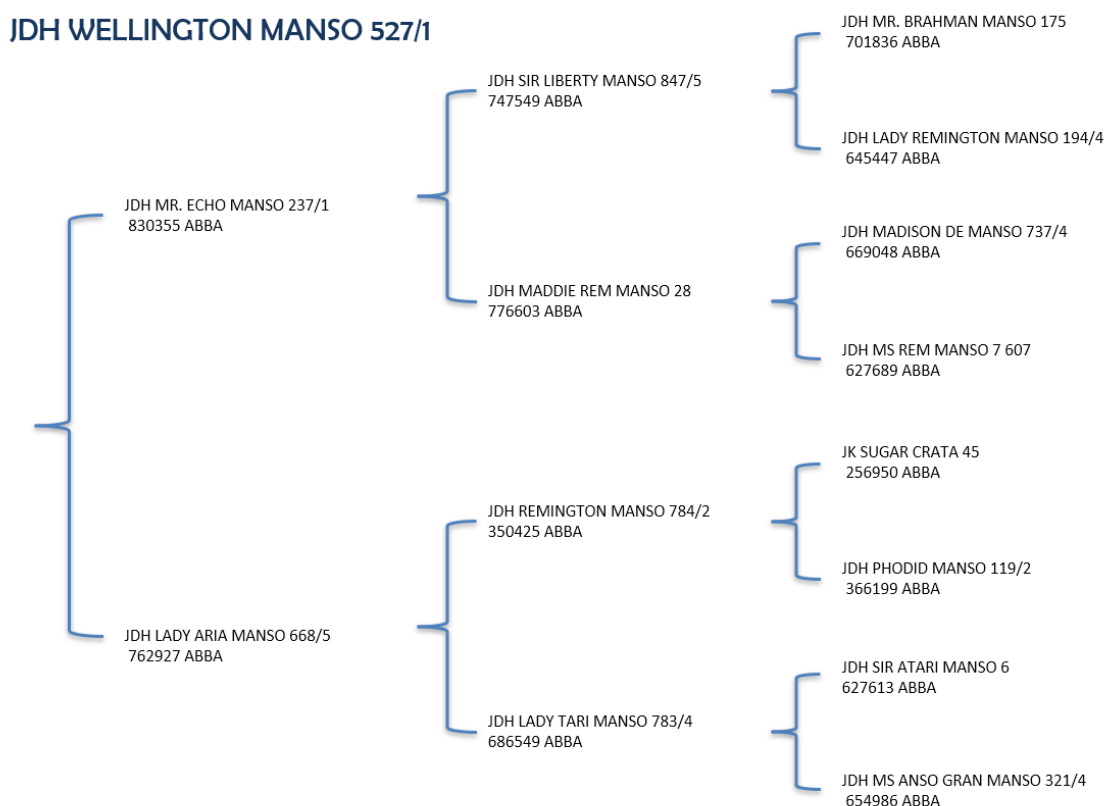 JDH WELLINGTON MANSO 527/1
JDH MR. ECHO MANSO 237/1
830355 ABBA
JDH LADY ARIA MANSO 668/5
762927 ABBA
JDH SIR LIBERTY MANSO 847/5
747549 ABBA
JDH MADDIE REM MANSO 28
776603 ABBA
JDH REMINGTON MANSO 784/2
350425 ABBA
JDH LADY TARI MANSO 783/4
686549 ABBA
JDH MR. BRAHMAN MANSO 175
701836 ABBA
JDH LADY REMINGTON MANSO 194/4
645447 ABBA
JDH MADISON DE MANSO 737/4
669048 ABBA
JDH MS REM MANSO 7 607
627689 ABBA
JK SUGAR CRATA 45
256950 ABBA
JDH PHODID MANSO 119/2
366199 ABBA
JDH SIR ATARI MANSO 6
627613 ABBA
JDH MS ANSO GRAN MANSO 321/4
654986 ABBA